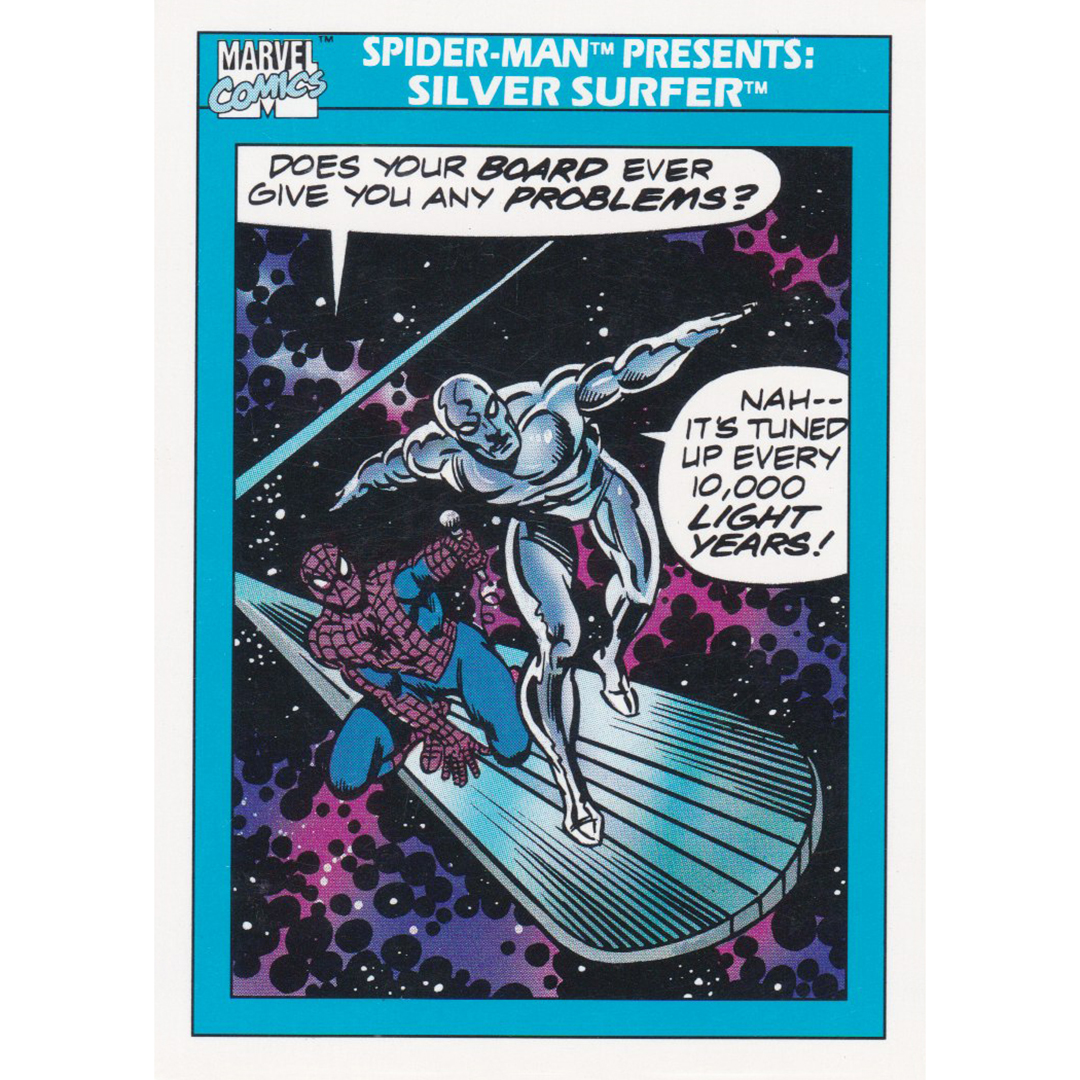 MARVEL™
COMICS
SPIDER-MAN™ PRESENTS:
SILVER SURFER™
DOES YOUR BOARD EVER
GIVE YOU ANY PROBLEMS?
NAH--
IT'S TUNED
UP EVERY
10,000
LIGHT
YEARS!